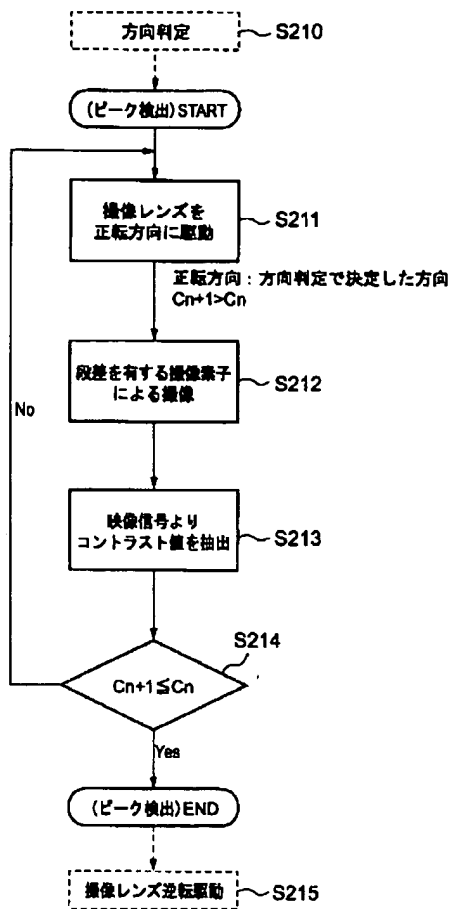 方向判定
S210
(ピーク検出)START
撮像レンズを
正転方向に駆動
S211
正転方向：方向判定で決定した方向
Cn+1>Cn
段差を有する撮像素子
による撮像
S212
No
映像信号より
コントラスト値を抽出
S213
S214
Cn+1≦Cn
Yes
(ピーク検出)END
撮像レンズ逆転駆動
S215